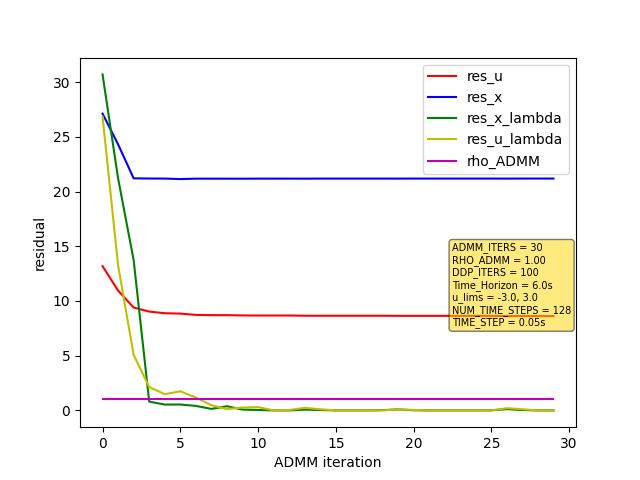 res_u
res_x
res_x_lambda
res_u_lambda
rho_ADMM
ADMM_ITERS = 30
RHO_ADMM = 1.00
DDP_ITERS = 100
Time_Horizon = 6.0s
u_lims = -3.0, 3.0
NUM_TIME_STEPS = 128
TIME_STEP = 0.05s
residual
30
25
20
15
10
5
0
0 5 10 15 20 25 30
ADMM iteration